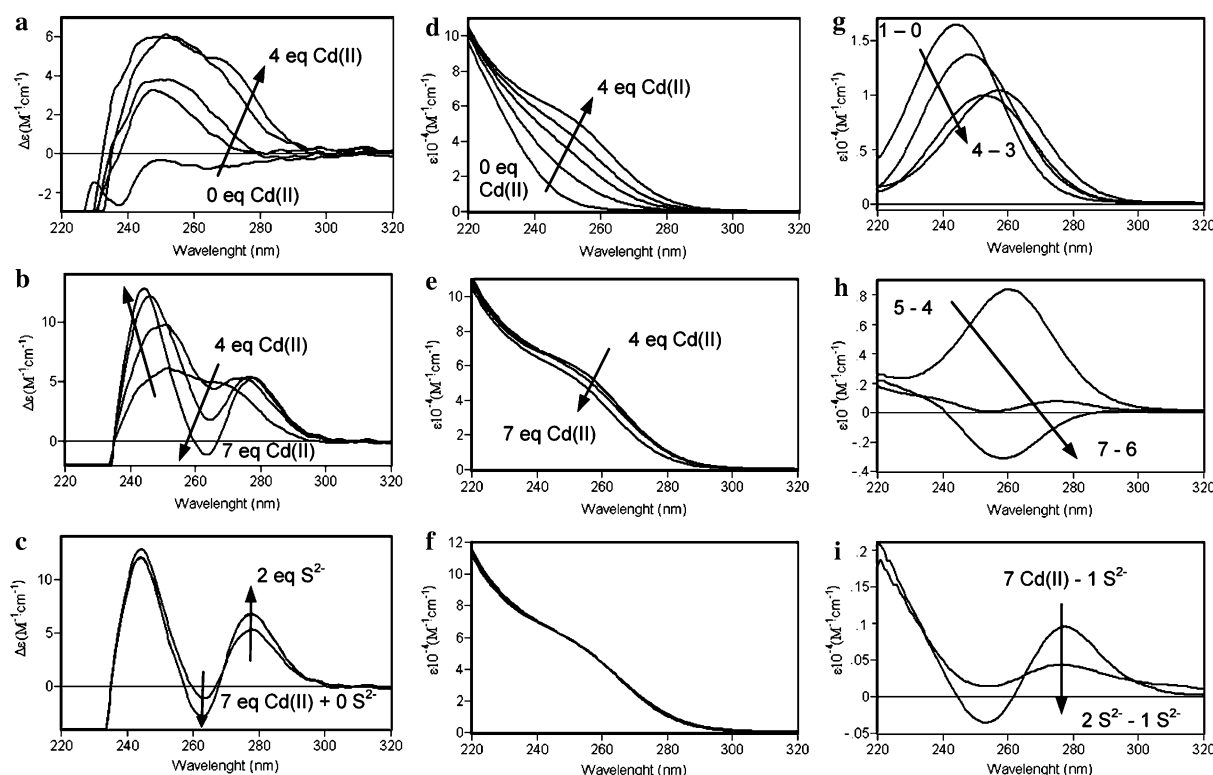 a
6
4
2
0
-2
Δε(M⁻¹cm⁻¹)
4 eq Cd(II)
0 eq Cd(II)
220 240 260 280 300 320
Wavelenght (nm)
d
10
8
6
4
2
0
ε10⁻⁴(M⁻¹cm⁻¹)
4 eq Cd(II)
0 eq
Cd(II)
220 240 260 280 300 320
Wavelenght (nm)
g
1.5
1
.5
0
ε10⁻⁴(M⁻¹cm⁻¹)
1 – 0
4 – 3
220 240 260 280 300 320
Wavelenght (nm)
b
10
5
0
Δε(M⁻¹cm⁻¹)
4 eq Cd(II)
7 eq Cd(II)
220 240 260 280 300 320
Wavelenght (nm)
e
10
8
6
4
2
0
ε10⁻⁴(M⁻¹cm⁻¹)
4 eq Cd(II)
7 eq Cd(II)
220 240 260 280 300 320
Wavelenght (nm)
h
.8
.6
.4
.2
0
-.2
-.4
ε10⁻⁴(M⁻¹cm⁻¹)
5 - 4
7 - 6
220 240 260 280 300 320
Wavelenght (nm)
c
10
5
0
Δε(M⁻¹cm⁻¹)
2 eq S²⁻
7 eq Cd(II) + 0 S²⁻
220 240 260 280 300 320
Wavelenght (nm)
f
12
10
8
6
4
2
0
ε10⁻⁴(M⁻¹cm⁻¹)
220 240 260 280 300 320
Wavelenght (nm)
i
.2
.15
.1
.05
0
-.05
ε10⁻⁴(M⁻¹cm⁻¹)
7 Cd(II) - 1 S²⁻
2 S²⁻ - 1 S²⁻
220 240 260 280 300 320
Wavelenght (nm)